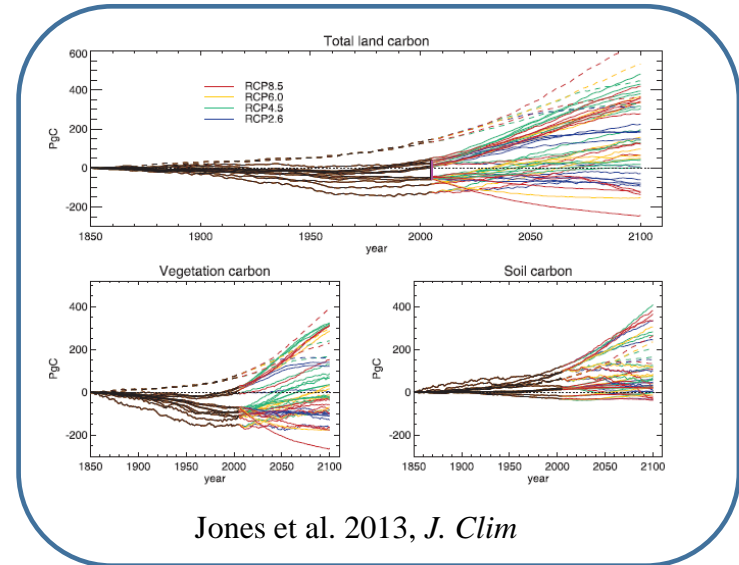 Total land carbon
600
400
200
0
-200
PgC
RCP8.5
RCP6.0
RCP4.5
RCP2.6
1850 1900 1950 2000 2050 2100
year
Vegetation carbon
400
200
0
-200
PgC
1850 1900 1950 2000 2050 2100
year
Soil carbon
400
200
0
-200
PgC
1850 1900 1950 2000 2050 2100
year
Jones et al. 2013, J. Clim